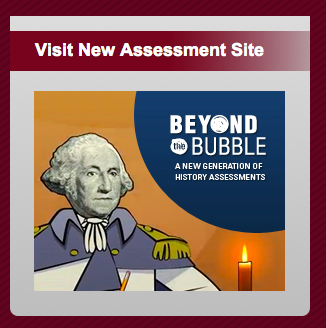 Visit New Assessment Site
BEYOND
the BUBBLE
A NEW GENERATION OF
HISTORY ASSESSMENTS